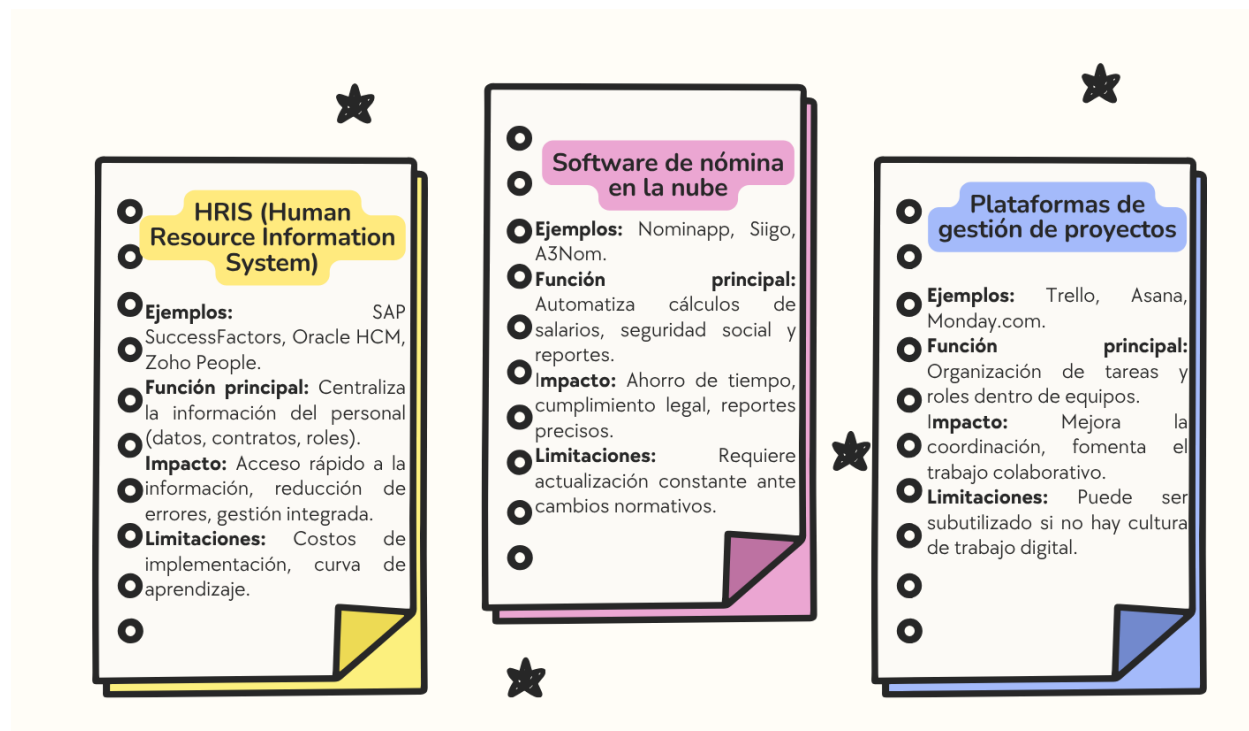 HRIS (Human
Resource Information
System)
Ejemplos: SAP
SuccessFactors, Oracle HCM,
Zoho People.
Función principal: Centraliza
la información del personal
(datos, contratos, roles).
Impacto: Acceso rápido a la
información, reducción de
errores, gestión integrada.
Limitaciones: Costos de
implementación, curva de
aprendizaje.
Software de nómina
en la nube
Ejemplos: Nominapp, Siigo,
A3Nom.
Función principal:
Automatiza cálculos de
salarios, seguridad social y
reportes.
Impacto: Ahorro de tiempo,
cumplimiento legal, reportes
precisos.
Limitaciones: Requiere
actualización constante ante
cambios normativos.
Plataformas de
gestión de proyectos
Ejemplos: Trello, Asana,
Monday.com.
Función principal:
Organización de tareas y
roles dentro de equipos.
Impacto: Mejora la
coordinación, fomenta el
trabajo colaborativo.
Limitaciones: Puede ser
subutilizado si no hay cultura
de trabajo digital.